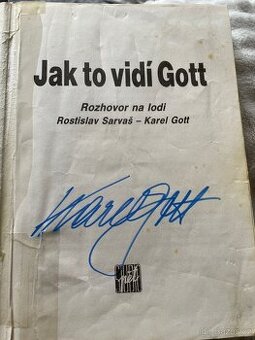 Jak to vidí Gott
Rozhovor na lodi
Rostislav Sarvaš – Karel Gott
Karel Gott